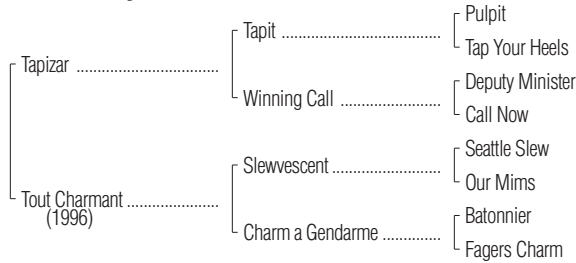 Pulpit
Tapit ................................
Tap Your Heels
Tapizar .............................
Deputy Minister
Winning Call ....................
Call Now
Seattle Slew
Slewvescent ......................
Our Mims
Tout Charmant ...................
(1996)
Batonnier
Charm a Gendarme ............
Fagers Charm